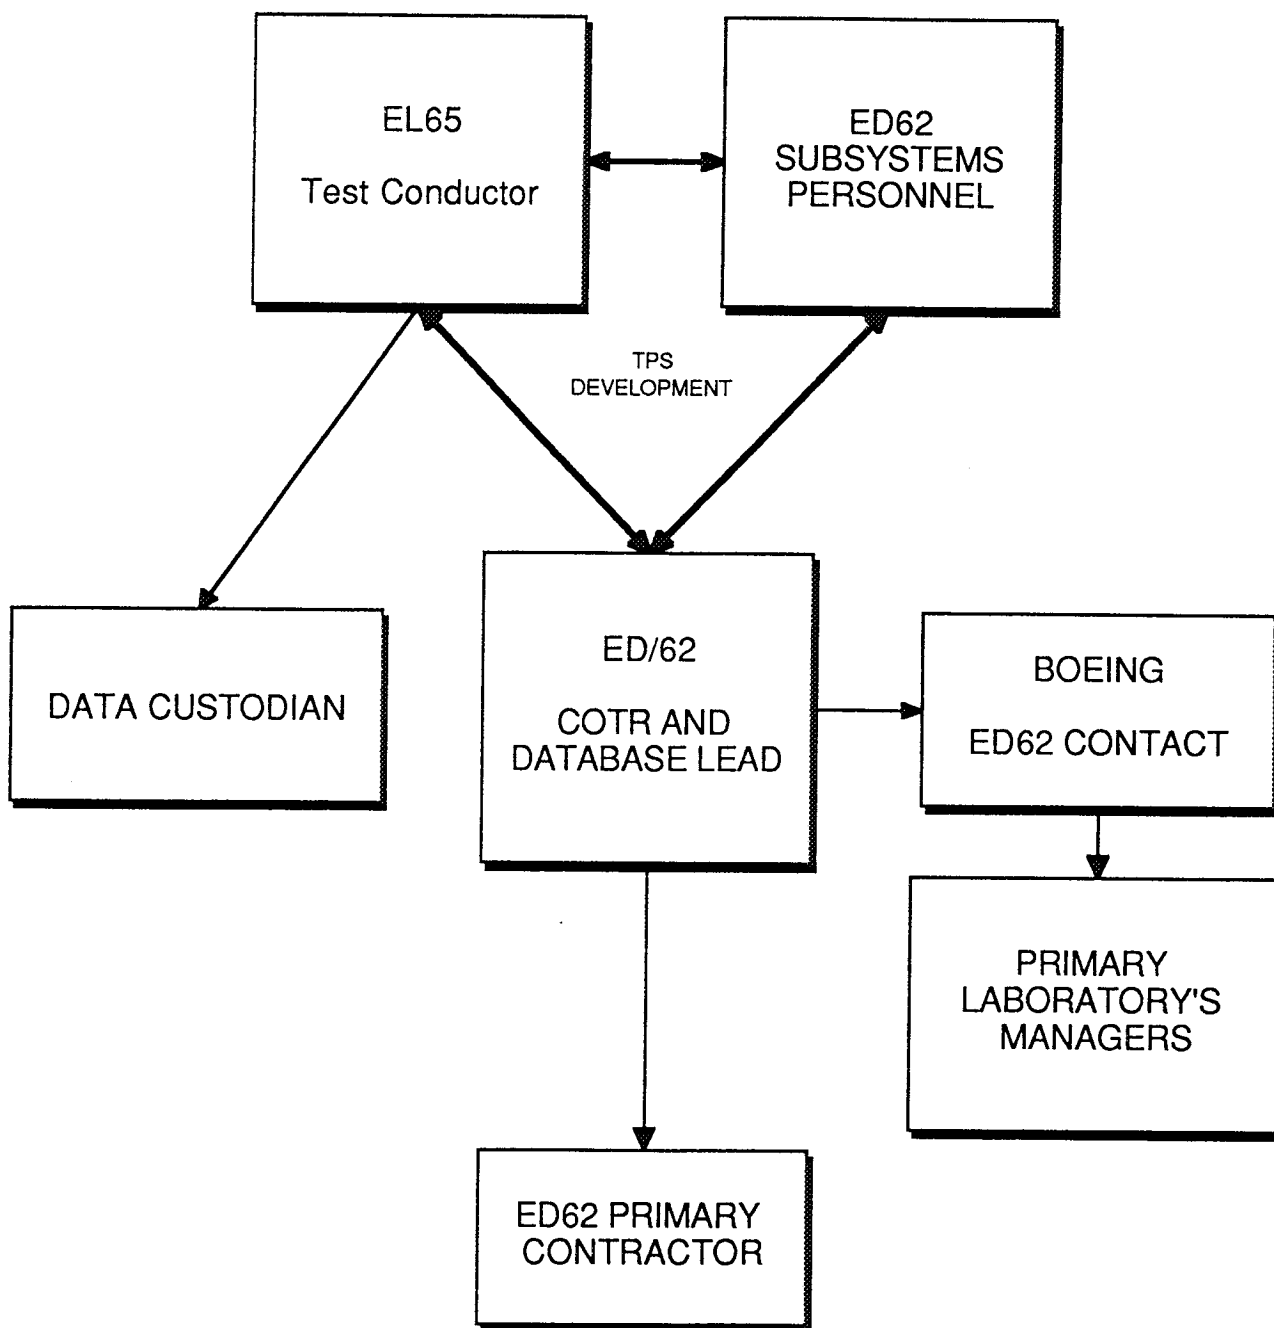 EL65
Test Conductor
ED62
SUBSYSTEMS
PERSONNEL
TPS
DEVELOPMENT
DATA CUSTODIAN
ED/62
COTR AND
DATABASE LEAD
BOEING
ED62 CONTACT
PRIMARY
LABORATORY'S
MANAGERS
ED62 PRIMARY
CONTRACTOR